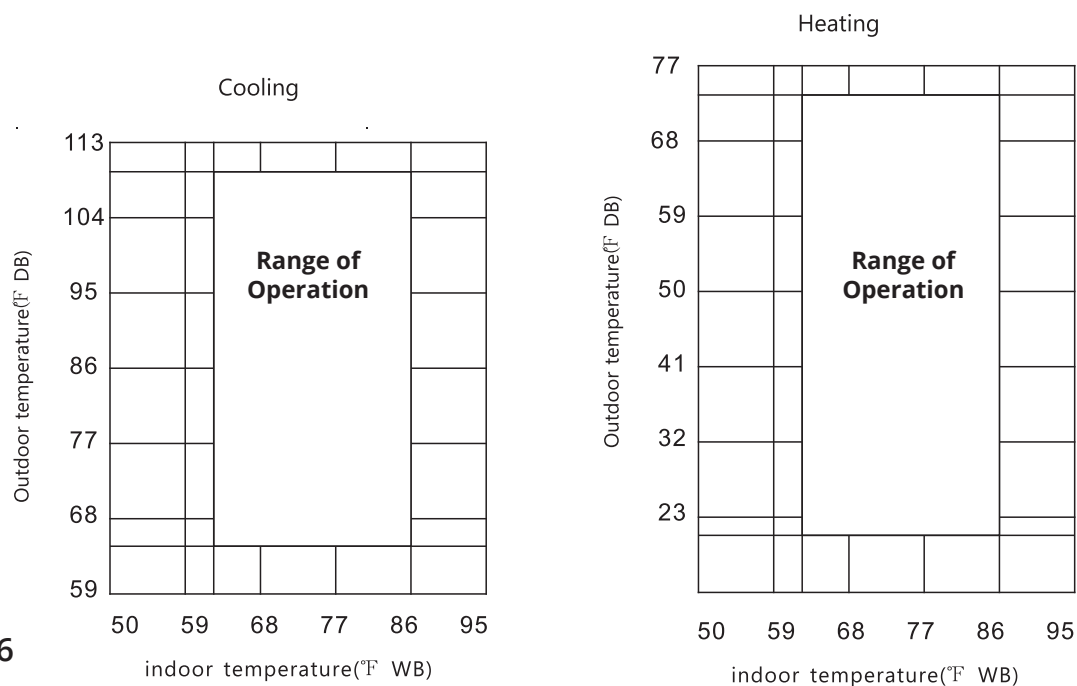 Cooling
113
104
95
86
77
68
59
50 59 68 77 86 95
Outdoor temperature(℉ DB)
indoor temperature(℉ WB)
Range of
Operation
6
Heating
77
68
59
50
41
32
23
50 59 68 77 86 95
Outdoor temperature(℉ DB)
indoor temperature(℉ WB)
Range of
Operation